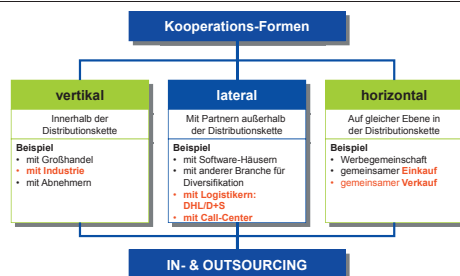 Kooperations-Formen
vertikal
Innerhalb der
Distributionskette
Beispiel
• mit Großhandel
• mit Industrie
• mit Abnehmern
lateral
Mit Partnern außerhalb
der Distributionskette
Beispiel
• mit Software-Häusern
• mit anderer Branche für
Diversifikation
• mit Logistikern:
DHL/D+S
• mit Call-Center
horizontal
Auf gleicher Ebene in
der Distributionskette
Beispiel
• Werbegemeinschaft
• gemeinsamer Einkauf
• gemeinsamer Verkauf
IN- & OUTSOURCING